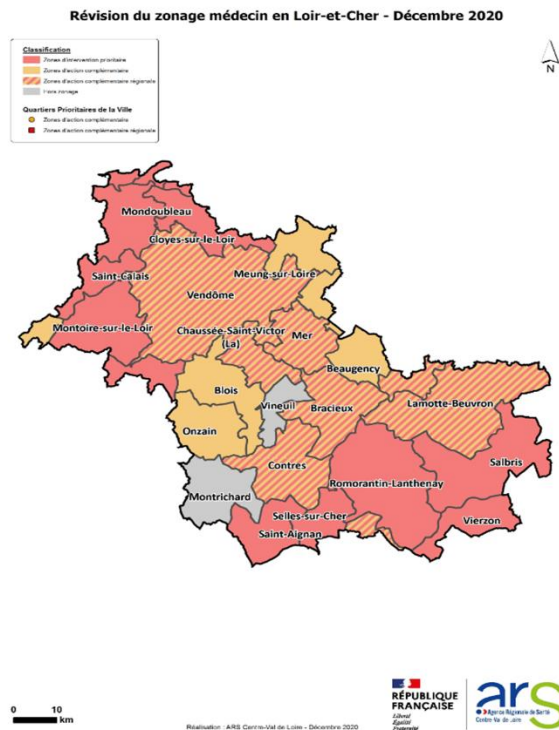 Révision du zonage médecin en Loir-et-Cher - Décembre 2020
Classification
Zones d'intervention prioritaire
Zones d'action complémentaire
Zones d'action complémentaire régionale
Hors zonage
Quartiers Prioritaires de la Ville
Zones d'action complémentaire
Zones d'action complémentaire régionale
N
Mondoubleau
Cloyes-sur-le-Loir
Saint-Calais
Meung-sur-Loire
Vendôme
Montoire-sur-le-Loir
Chaussée-Saint-Victor
(La)
Mer
Beaugency
Blois
Vineuil
Bracieux
Lamotte-Beuvron
Onzain
Contres
Salbris
Montrichard
Romorantin-Lanthenay
Selles-sur-Cher
Vierzon
Saint-Aignan
0 10
km
Réalisation : ARS Centre-Val de Loire - Décembre 2020
RÉPUBLIQUE
FRANÇAISE
Liberté
Égalité
Fraternité
ars
Agence Régionale de Santé
Centre-Val de Loire